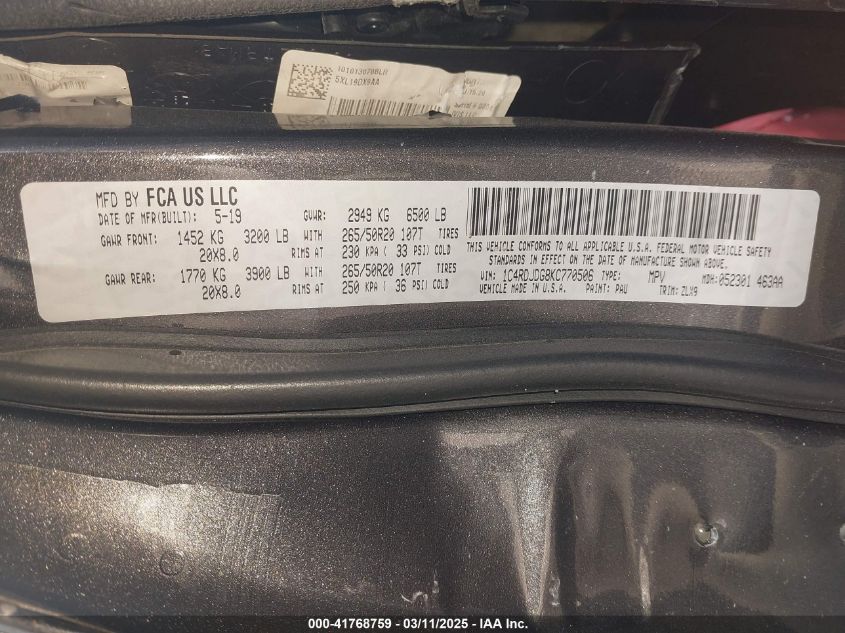 1010130788LR
5XL19DX9AA
MFD BY FCA US LLC
DATE OF MFR(BUILT): 5-19 GVWR: 2949 KG 6500 LB
GAWR FRONT: 1452 KG 3200 LB WITH 265/50R20 107T TIRES
20X8.0 RIMS AT 230 KPA ( 33 PSI) COLD
GAWR REAR: 1770 KG 3900 LB WITH 265/50R20 107T TIRES
20X8.0 RIMS AT 250 KPA ( 36 PSI) COLD
THIS VEHICLE CONFORMS TO ALL APPLICABLE U.S.A. FEDERAL MOTOR VEHICLE SAFETY
STANDARDS IN EFFECT ON THE DATE OF MANUFACTURE SHOWN ABOVE.
VIN: 1C4RDJDG8KC770506 TYPE: MPV MDH: 052301 463AA
VEHICLE MADE IN U.S.A. PAINT: PAU TRIM: ZLX9
000-41768759 - 03/11/2025 - IAA Inc.